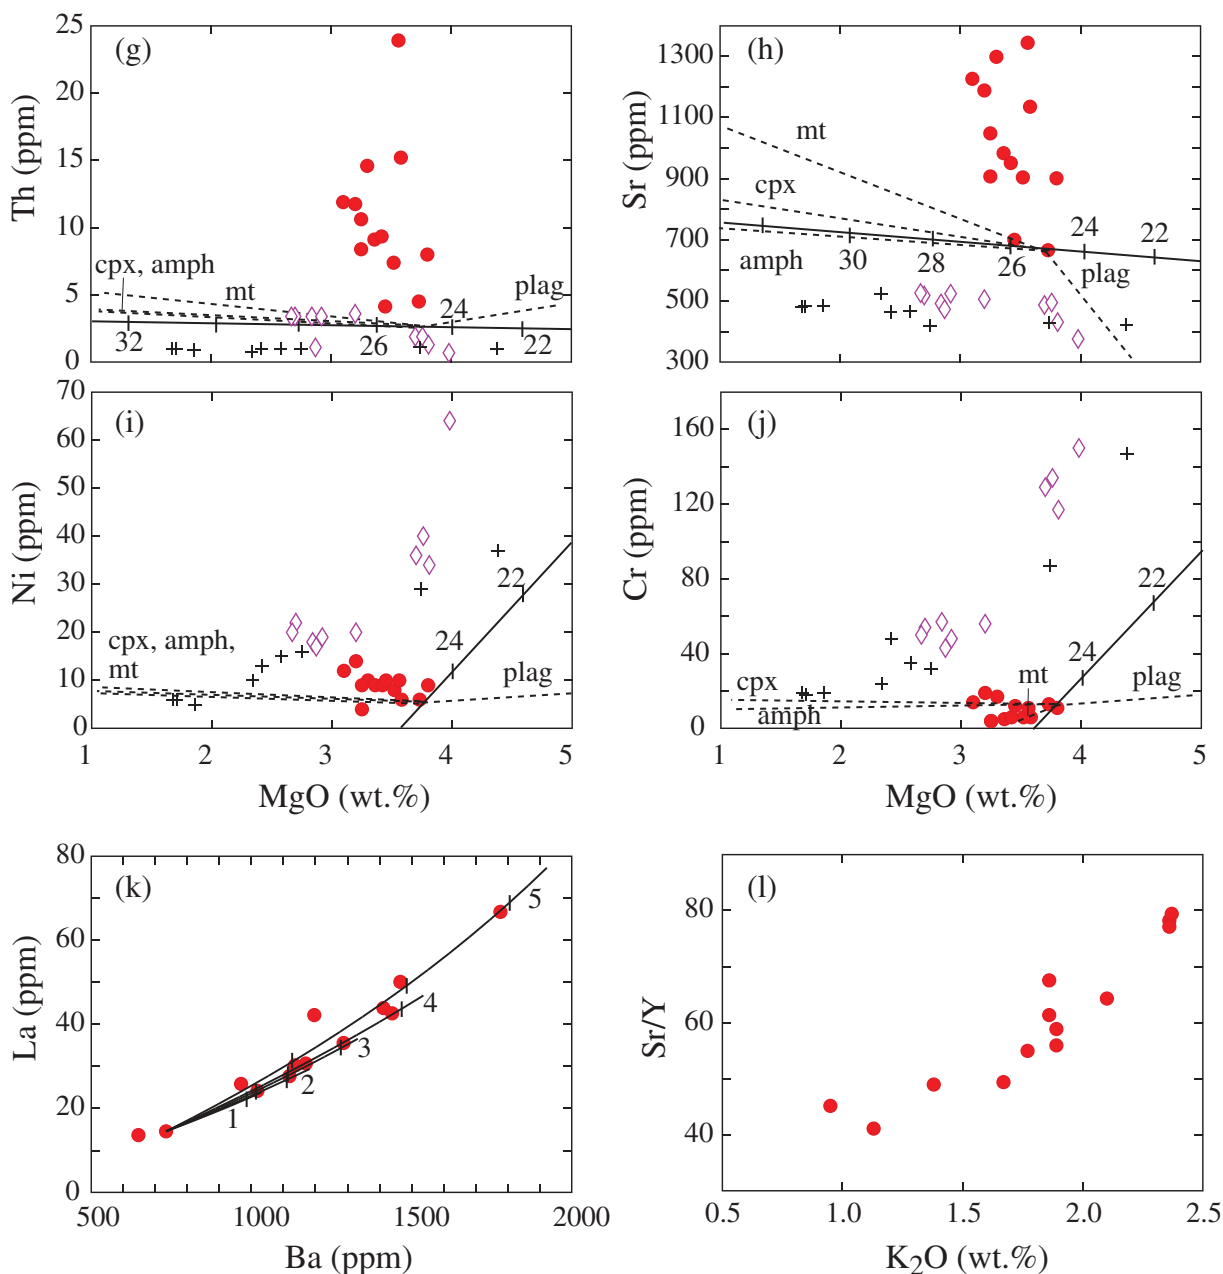 (g)
25
20
15
10
5
0
Th (ppm)
cpx, amph
mt
plag
32
26
24
22
(h)
1300
1100
900
700
500
300
Sr (ppm)
mt
cpx
amph
30
28
26
24
22
plag
(i)
70
60
50
40
30
20
10
0
Ni (ppm)
cpx, amph,
mt
22
24
plag
1
2
3
4
5
MgO (wt.%)
(j)
160
120
80
40
0
Cr (ppm)
cpx
amph
mt
22
24
plag
1
2
3
4
5
MgO (wt.%)
(k)
80
60
40
20
0
La (ppm)
1
2
3
4
5
500
1000
1500
2000
Ba (ppm)
(l)
80
60
40
Sr/Y
0.5
1.0
1.5
2.0
2.5
K₂O (wt.%)